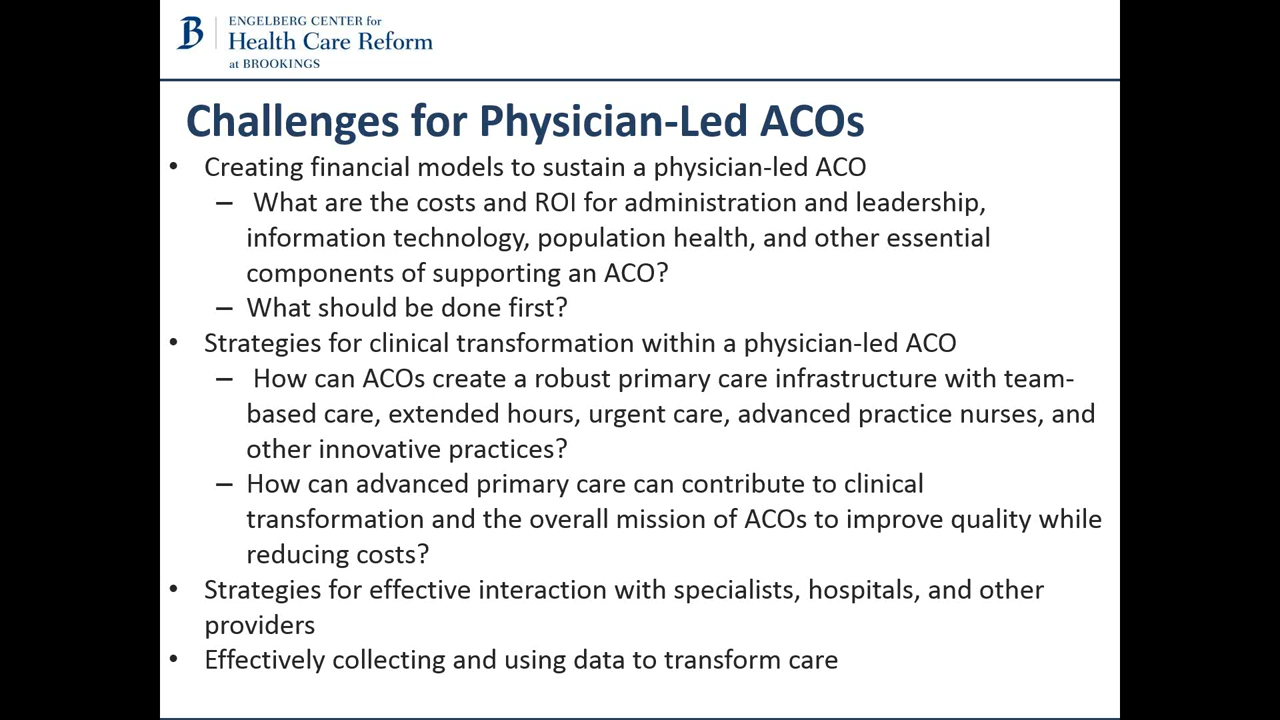 B
ENGELBERG CENTER for
Health Care Reform
at BROOKINGS
Challenges for Physician-Led ACOs
• Creating financial models to sustain a physician-led ACO
– What are the costs and ROI for administration and leadership,
information technology, population health, and other essential
components of supporting an ACO?
– What should be done first?
• Strategies for clinical transformation within a physician-led ACO
– How can ACOs create a robust primary care infrastructure with team-
based care, extended hours, urgent care, advanced practice nurses, and
other innovative practices?
– How can advanced primary care can contribute to clinical
transformation and the overall mission of ACOs to improve quality while
reducing costs?
• Strategies for effective interaction with specialists, hospitals, and other
providers
• Effectively collecting and using data to transform care